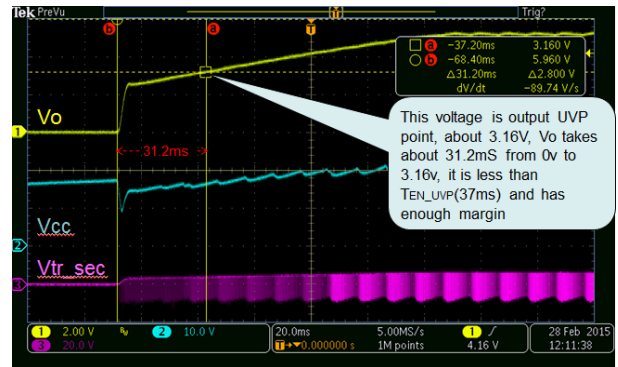 Tek PreVu
Trig?
b
a
T
a -37.20ms 3.160 V
b -68.40ms 5.960 V
Δ31.20ms Δ2.800 V
dV/dt -89.74 V/s
This voltage is output UVP
point, about 3.16V, Vo takes
about 31.2mS from 0v to
3.16v, it is less than
TEN_UVP(37ms) and has
enough margin
Vo
1
31.2ms
Vcc
2
Vtr_sec
3
1 2.00 V BW 2 10.0 V
3 20.0 V
20.0ms
T→▼0.000000 s
5.00MS/s
1M points
1 ƒ
4.16 V
28 Feb 2015
12:11:38